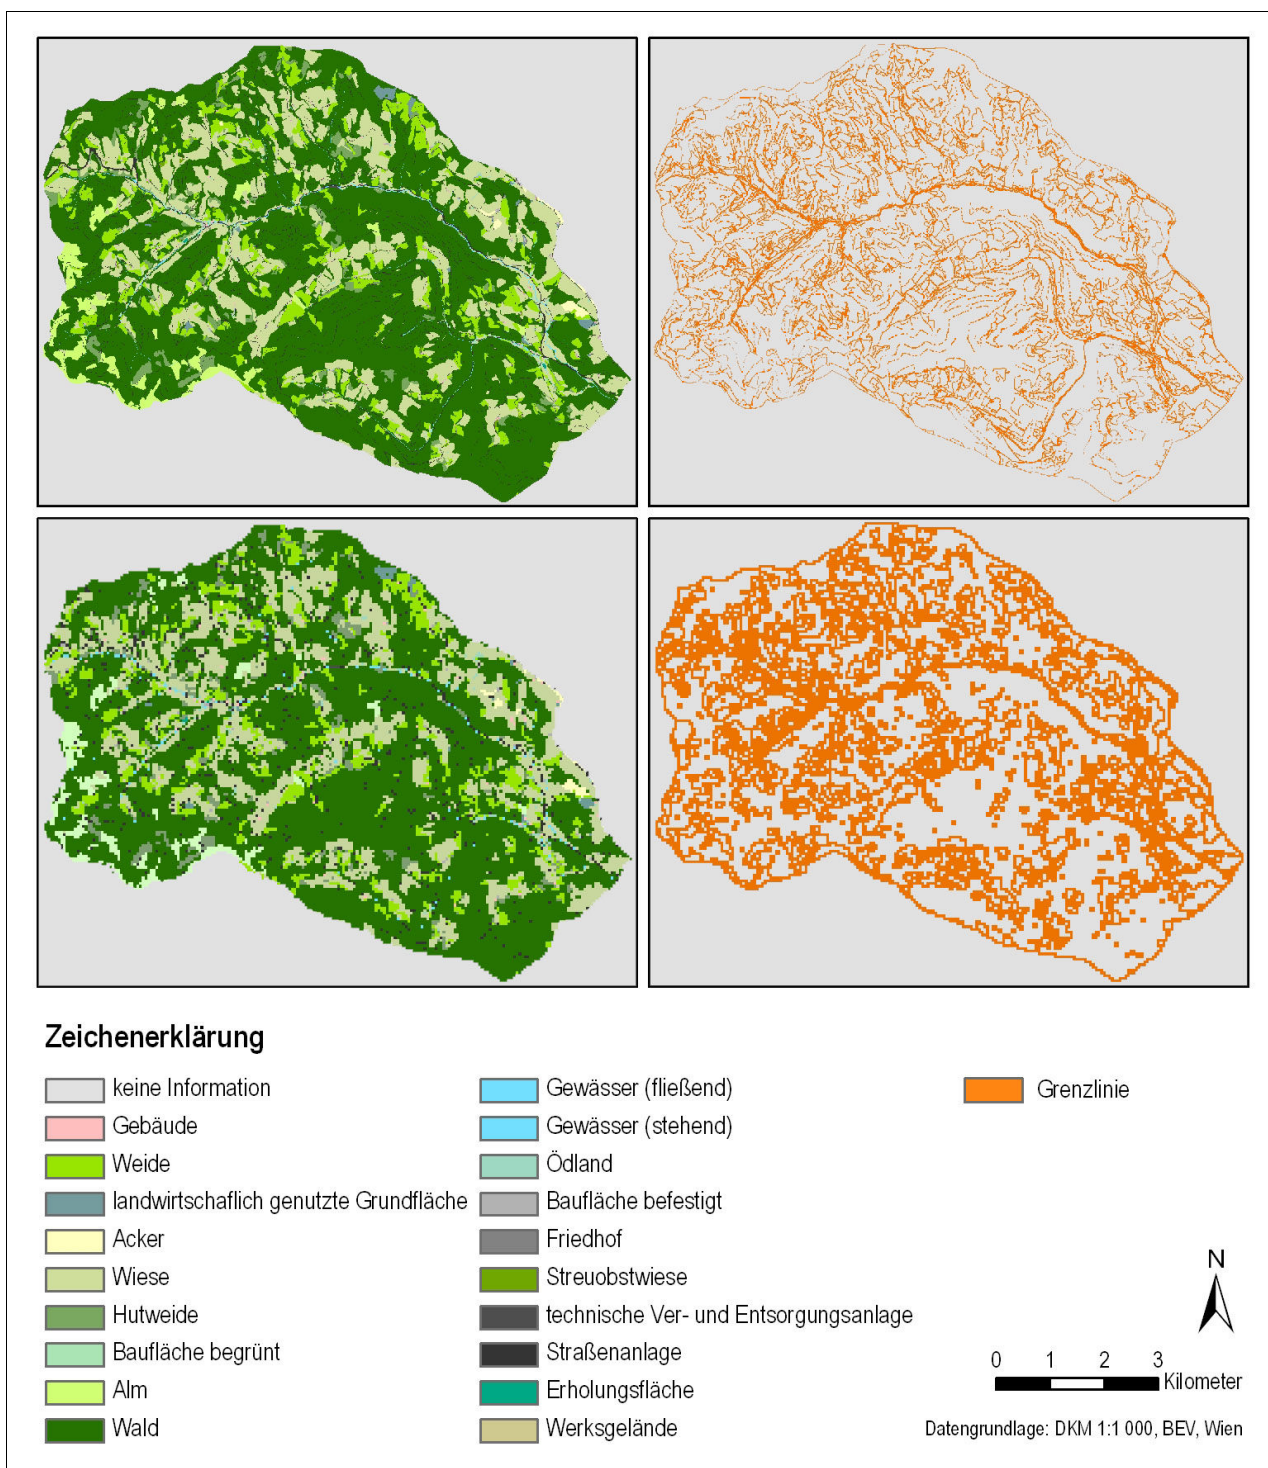 Zeichenerklärung
keine Information
Gebäude
Weide
landwirtschaflich genutzte Grundfläche
Acker
Wiese
Hutweide
Baufläche begrünt
Alm
Wald
Gewässer (fließend)
Gewässer (stehend)
Ödland
Baufläche befestigt
Friedhof
Streuobstwiese
technische Ver- und Entsorgungsanlage
Straßenanlage
Erholungsfläche
Werksgelände
Grenzlinie
N
0 1 2 3
Kilometer
Datengrundlage: DKM 1:1 000, BEV, Wien